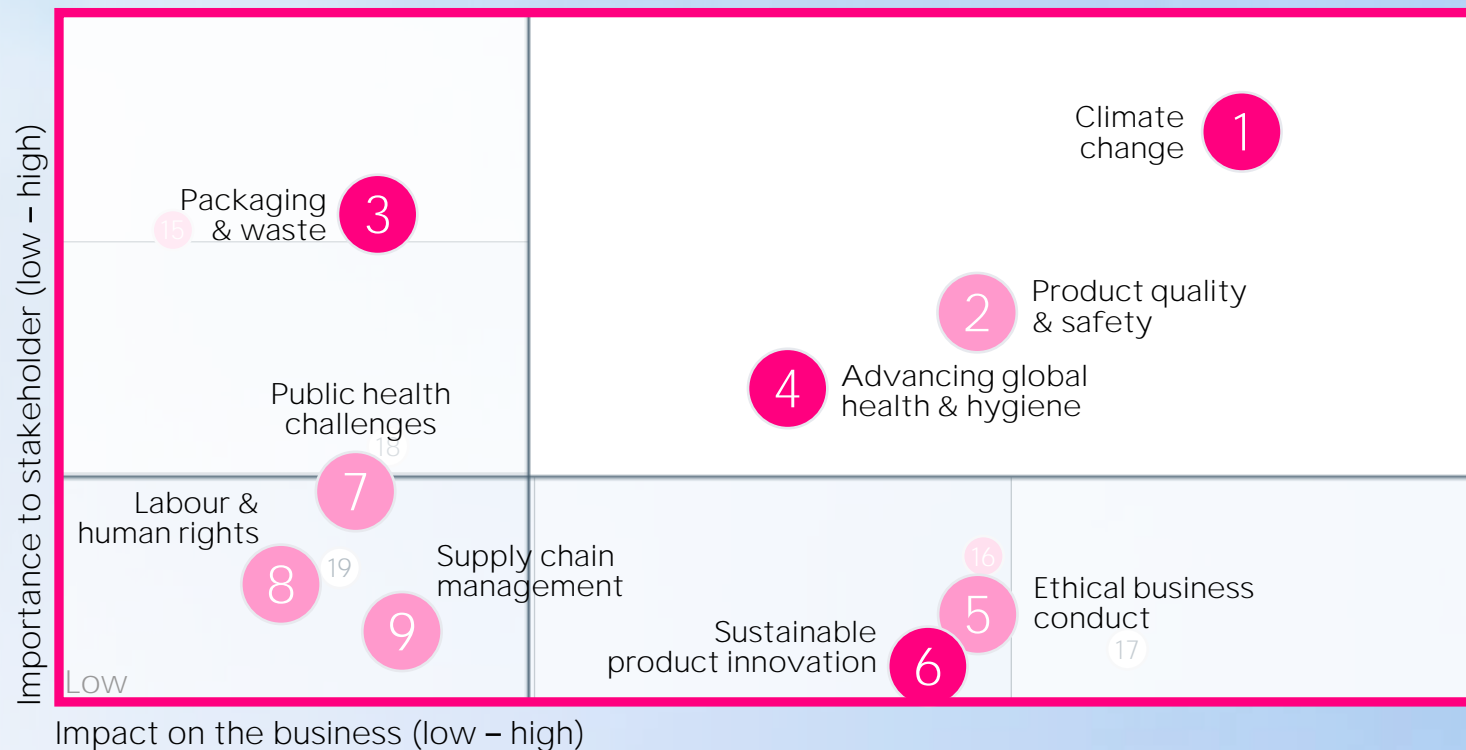 Importance to stakeholder (low – high)
Climate
change
1
Packaging
& waste
3
15
2
Product quality
& safety
4
Advancing global
health & hygiene
Public health
challenges
18
7
Labour &
human rights
8
19
Supply chain
management
9
16
5
Ethical business
conduct
17
Sustainable
product innovation
6
Low
Impact on the business (low – high)